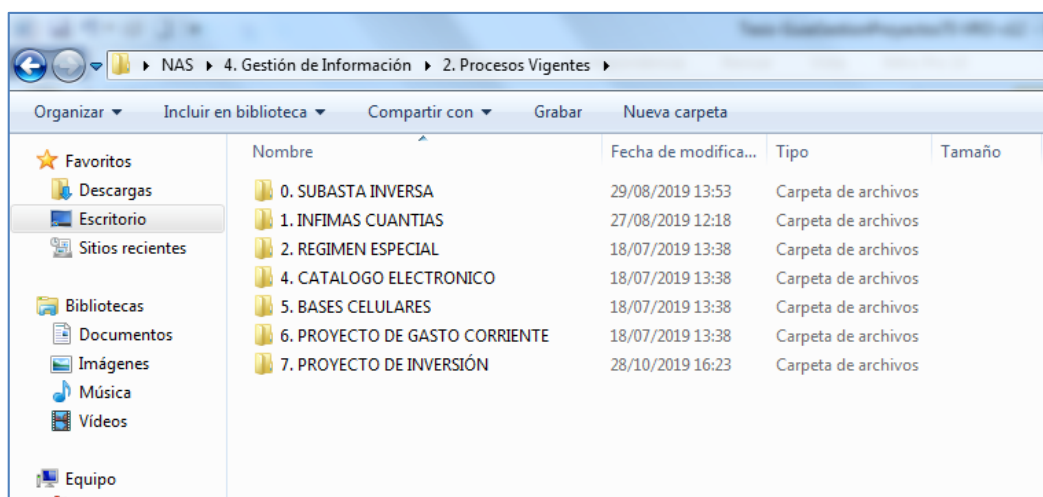 NAS ▸ 4. Gestión de Información ▸ 2. Procesos Vigentes ▸
Organizar Incluir en biblioteca Compartir con Grabar Nueva carpeta
Favoritos
Descargas
Escritorio
Sitios recientes
Bibliotecas
Documentos
Imágenes
Música
Vídeos
Equipo
Nombre Fecha de modifica... Tipo Tamaño
0. SUBASTA INVERSA 29/08/2019 13:53 Carpeta de archivos
1. INFIMAS CUANTIAS 27/08/2019 12:18 Carpeta de archivos
2. REGIMEN ESPECIAL 18/07/2019 13:38 Carpeta de archivos
4. CATALOGO ELECTRONICO 18/07/2019 13:38 Carpeta de archivos
5. BASES CELULARES 18/07/2019 13:38 Carpeta de archivos
6. PROYECTO DE GASTO CORRIENTE 18/07/2019 13:38 Carpeta de archivos
7. PROYECTO DE INVERSIÓN 28/10/2019 16:23 Carpeta de archivos